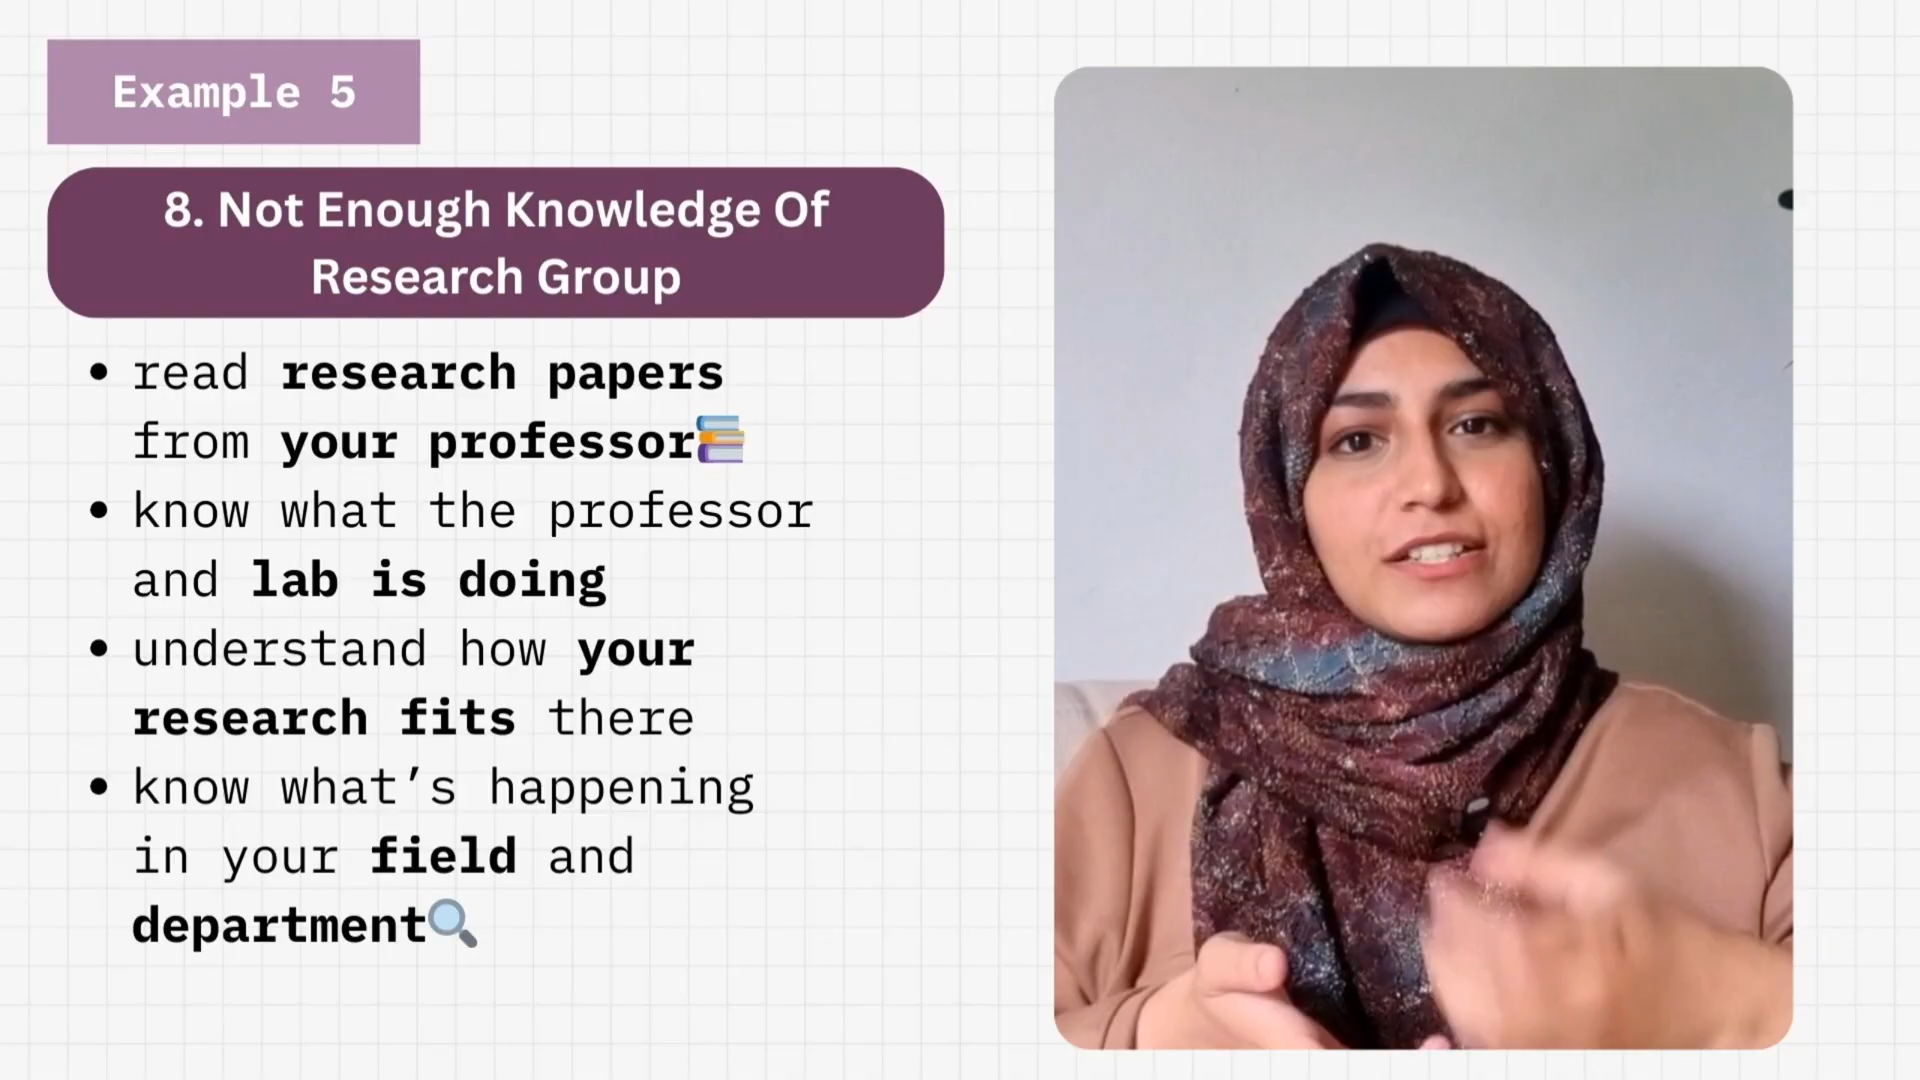 Example 5
8. Not Enough Knowledge Of
Research Group
• read research papers
from your professor📚
• know what the professor
and lab is doing
• understand how your
research fits there
• know what’s happening
in your field and
department🔍